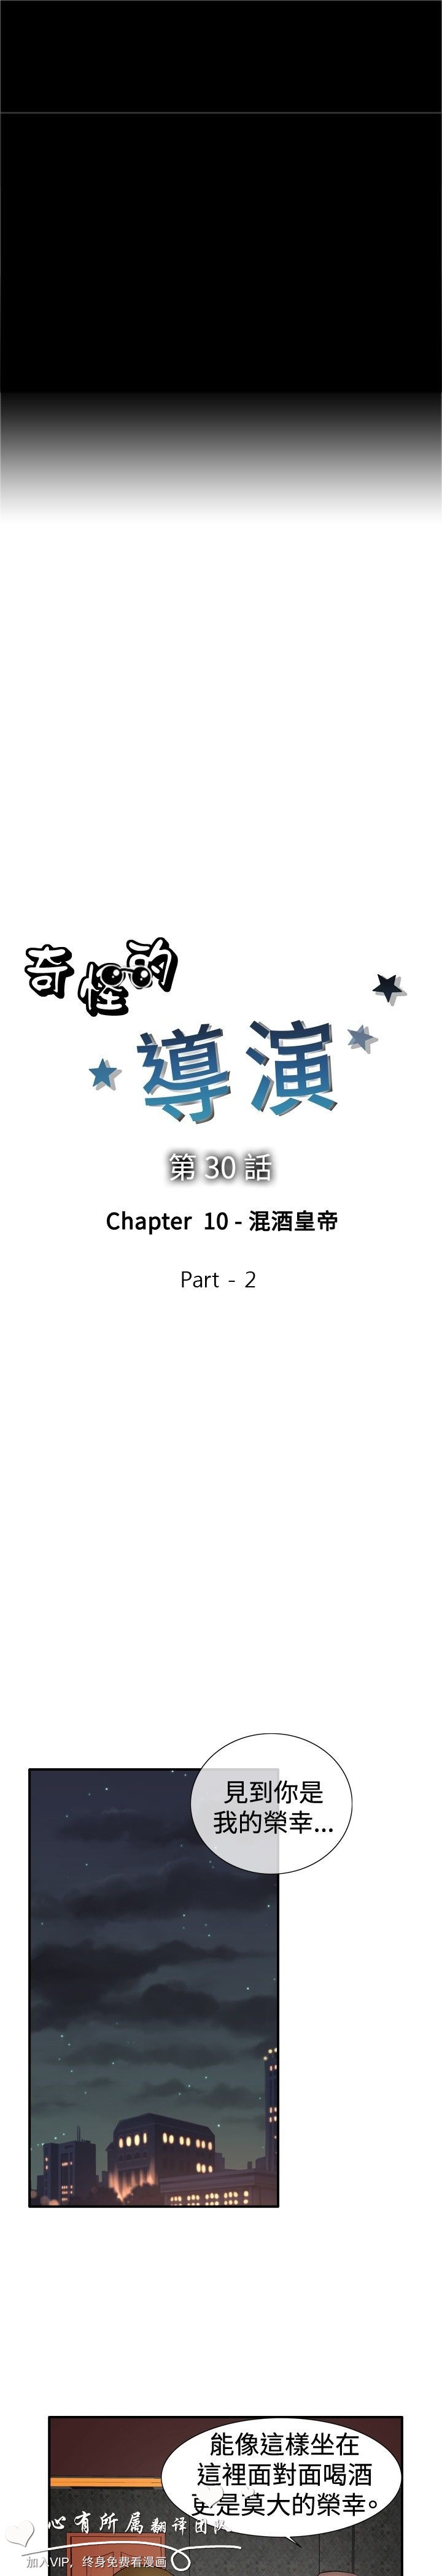 奇怪的
導演
第 30 話
Chapter 10 - 混酒皇帝
Part - 2
見到你是
我的榮幸...
能像這樣坐在
這裡面對面喝酒
更是莫大的榮幸。
心有所属翻译团队
加入VIP，终身免费看漫画